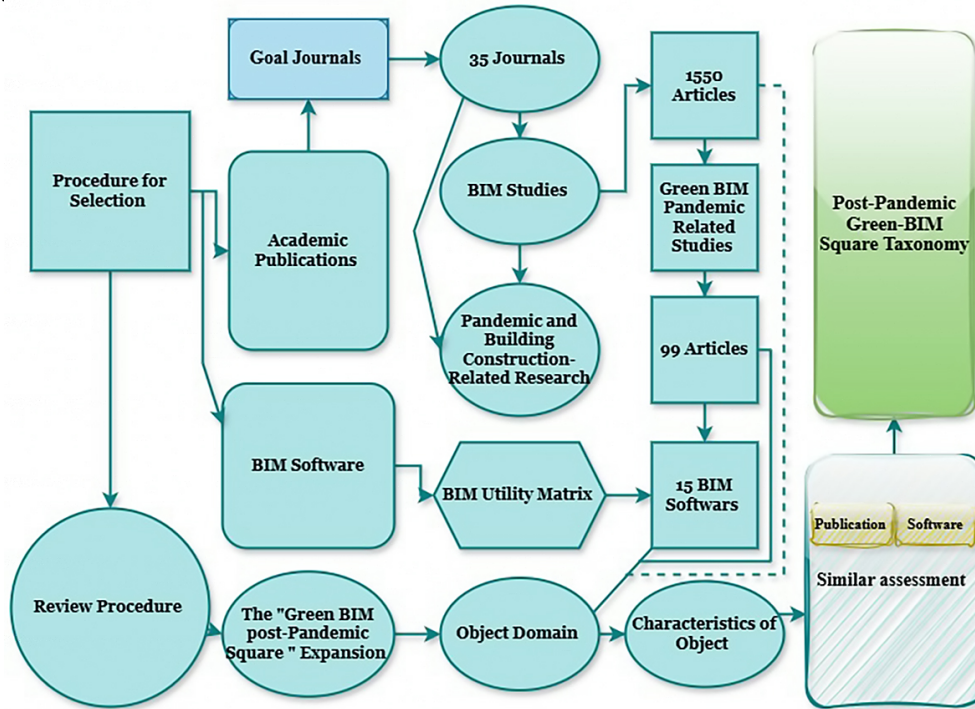 Goal Journals
35 Journals
1550
Articles
Procedure for
Selection
Academic
Publications
BIM Studies
Green BIM
Pandemic
Related
Studies
Post-Pandemic
Green-BIM
Square Taxonomy
Pandemic and
Building
Construction-
Related Research
99 Articles
BIM Software
BIM Utility Matrix
15 BIM
Softwars
Publication
Software
Similar assessment
Review Procedure
The "Green BIM
post-Pandemic
Square " Expansion
Object Domain
Characteristics of
Object